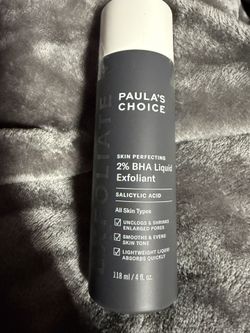 EXFOLIATE
PAULA'S
CHOICE
SKIN PERFECTING
2% BHA Liquid
Exfoliant
SALICYLIC ACID
All Skin Types
UNCLOGS & SHRINKS
ENLARGED PORES
SMOOTHS & EVENS
SKIN TONE
LIGHTWEIGHT LIQUID
ABSORBS QUICKLY
118 ml / 4 fl. oz.